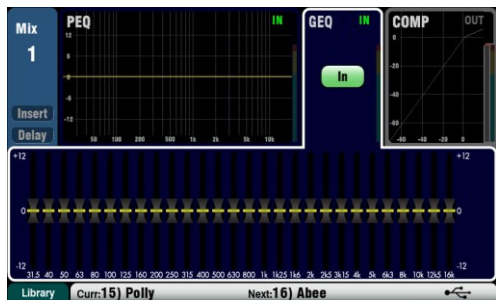 Mix
1
Insert
Delay
PEQ IN
12
6
0
-6
-12
50 100 200 500 1k 2k 5k 10k
GEQ IN
In
COMP OUT
0
-20
-40
-60
-60 -40 -20 0
+12 +12
0 0
-12 -12
31.5 40 50 63 80 100 125 160 200 250 315 400 500 630 800 1k 1k25 1k6 2k 2k5 3k15 4k 5k 6k3 8k 10k 12k5 16k
Library Curr:15) Polly Next:16) Abee